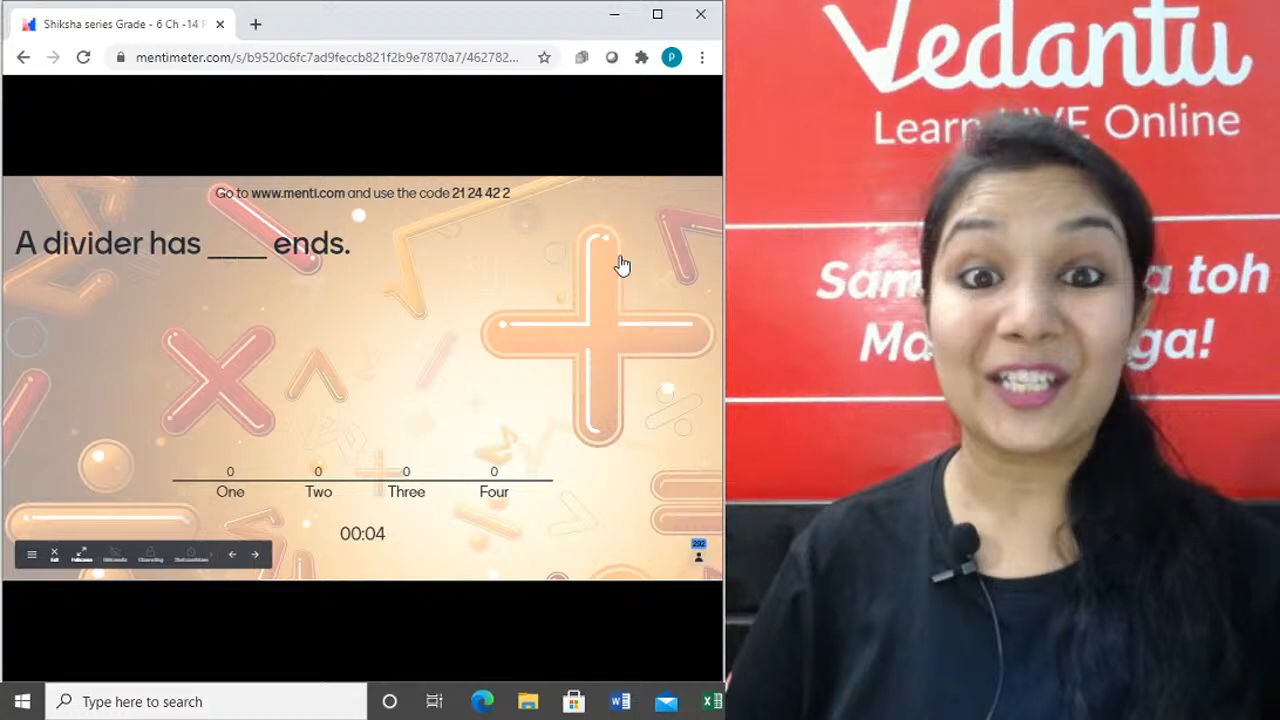 Shiksha series Grade - 6 Ch -14 P
mentimeter.com/s/b9520c6fc7ad9feccb821f2b9e7870a7/462782...
Go to www.menti.com and use the code 21 24 42 2
A divider has ____ ends.
0 0 0 0
One Two Three Four
00:04
292
Type here to search
Vedantu
Learn LIVE Online
Sam a toh
Ma ga!